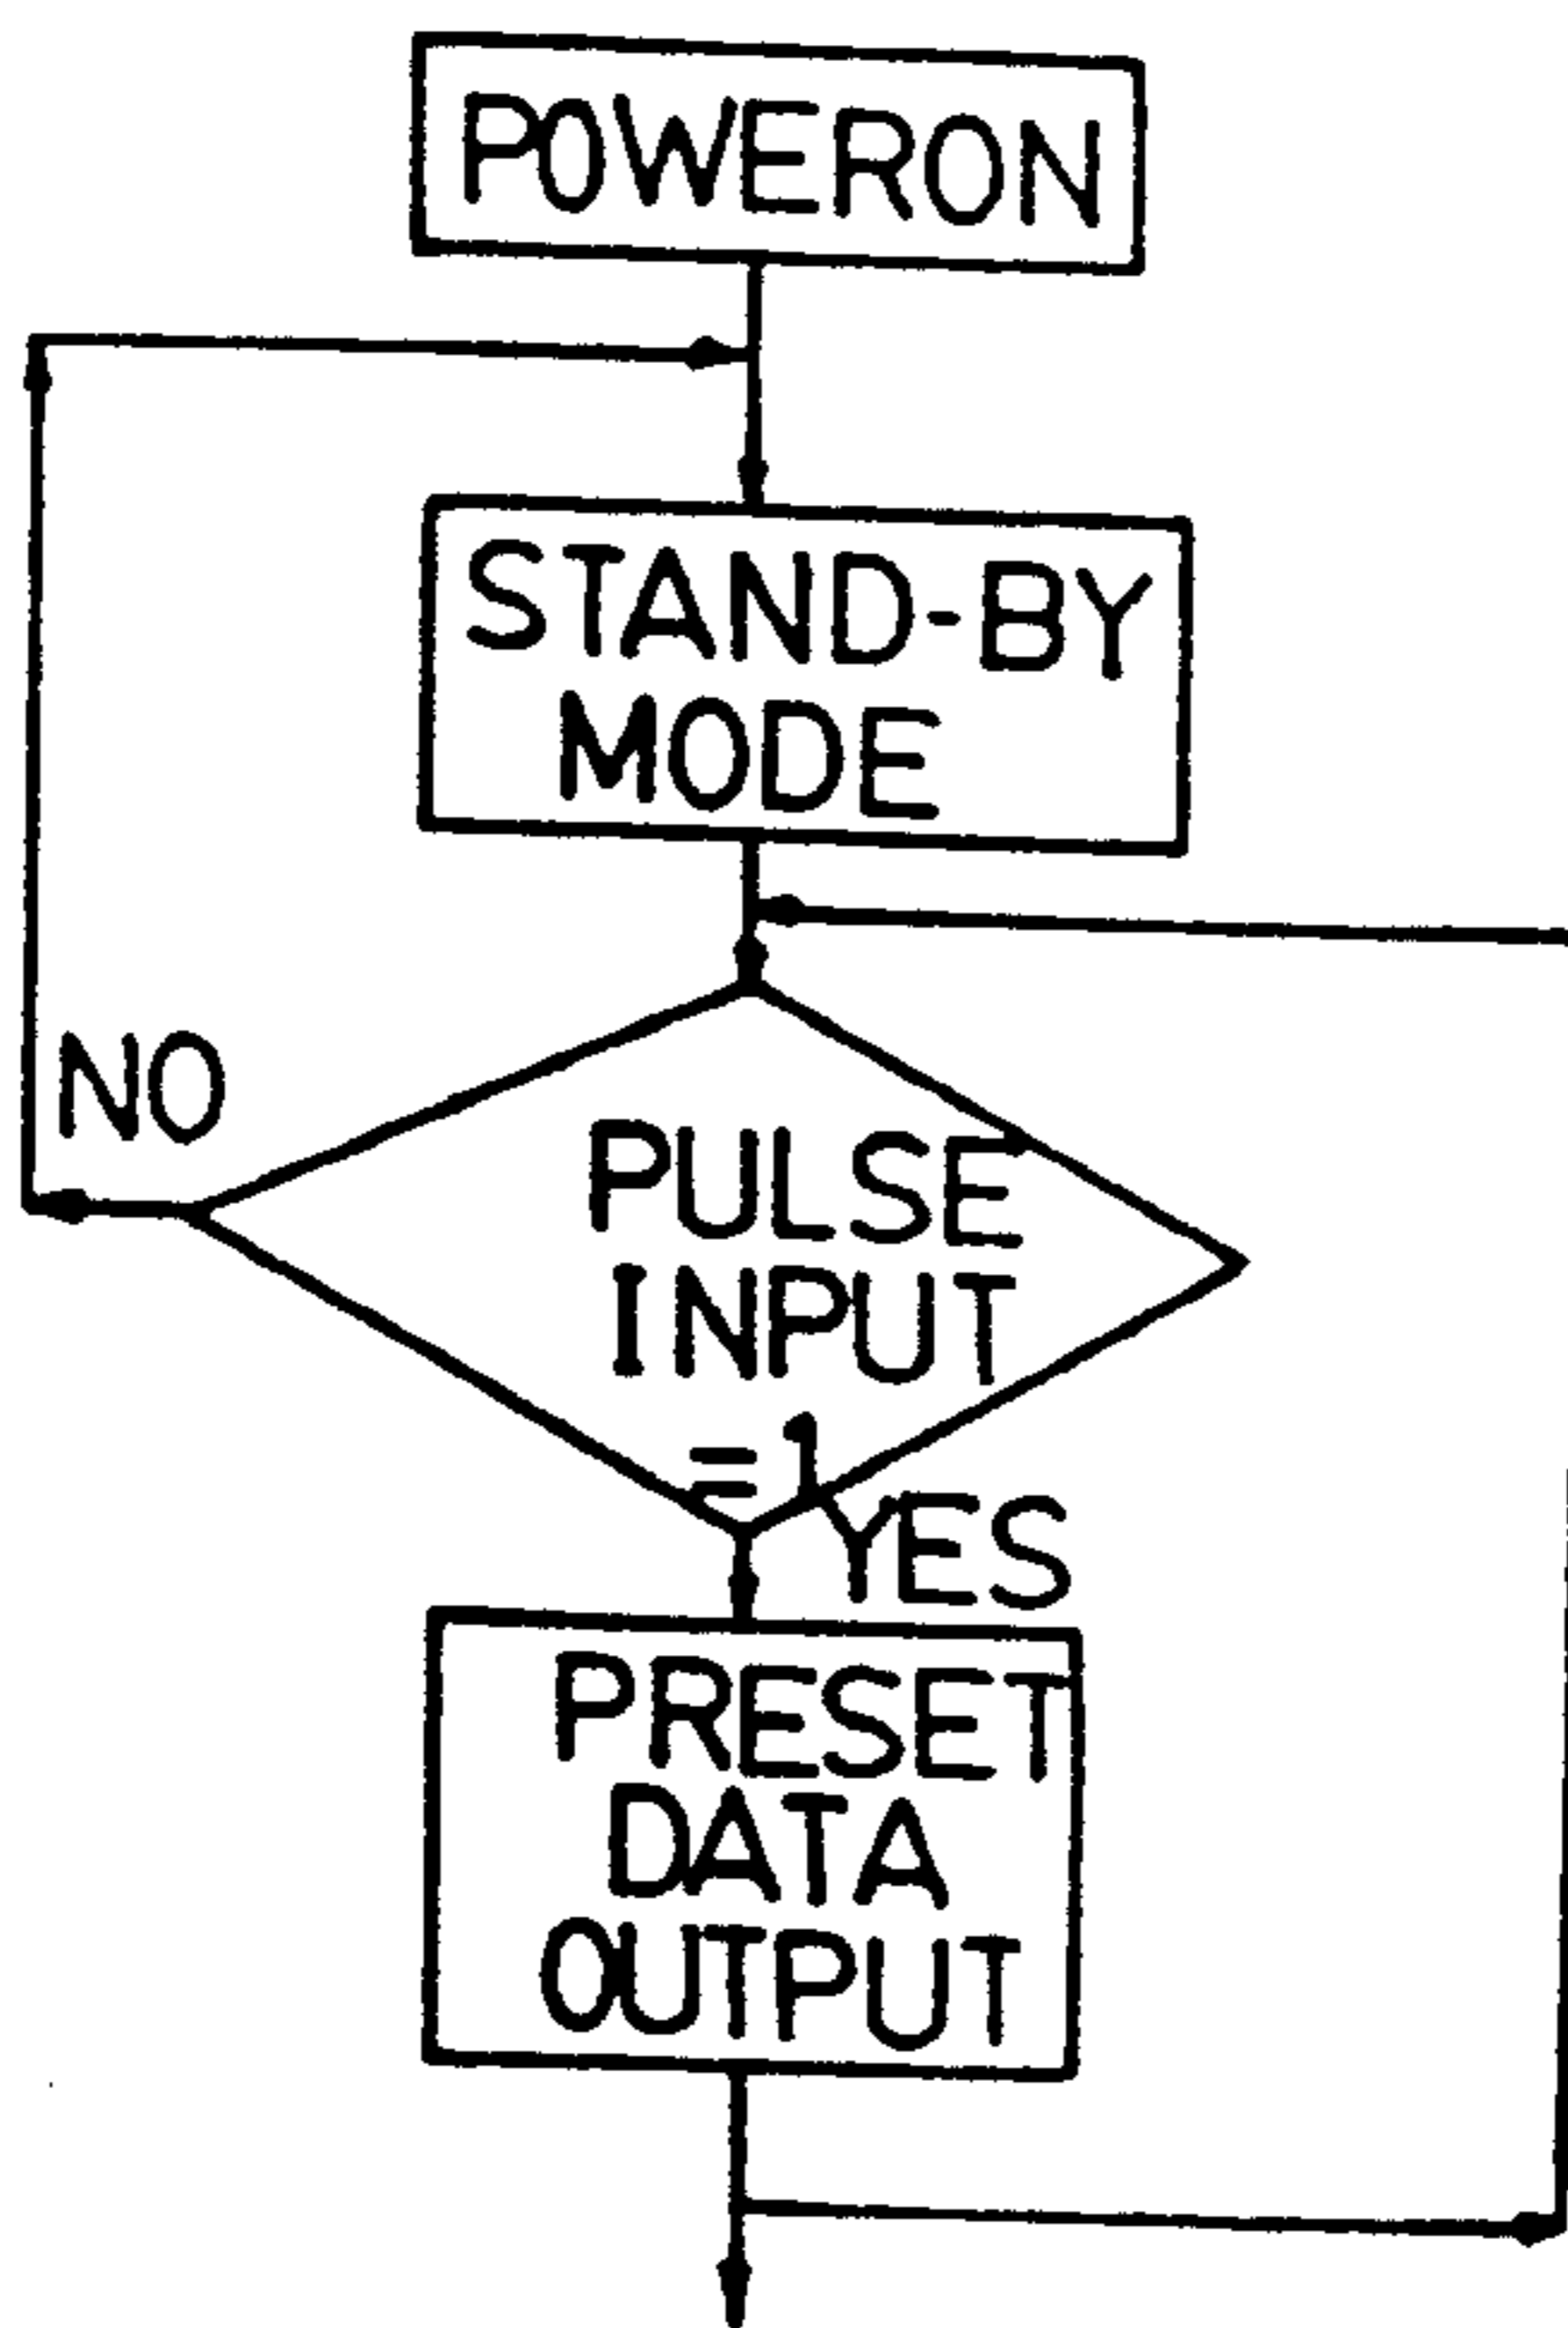 POWERON
STAND-BY
MODE
NO
PULSE
INPUT
=1
YES
PRESET
DATA
OUTPUT